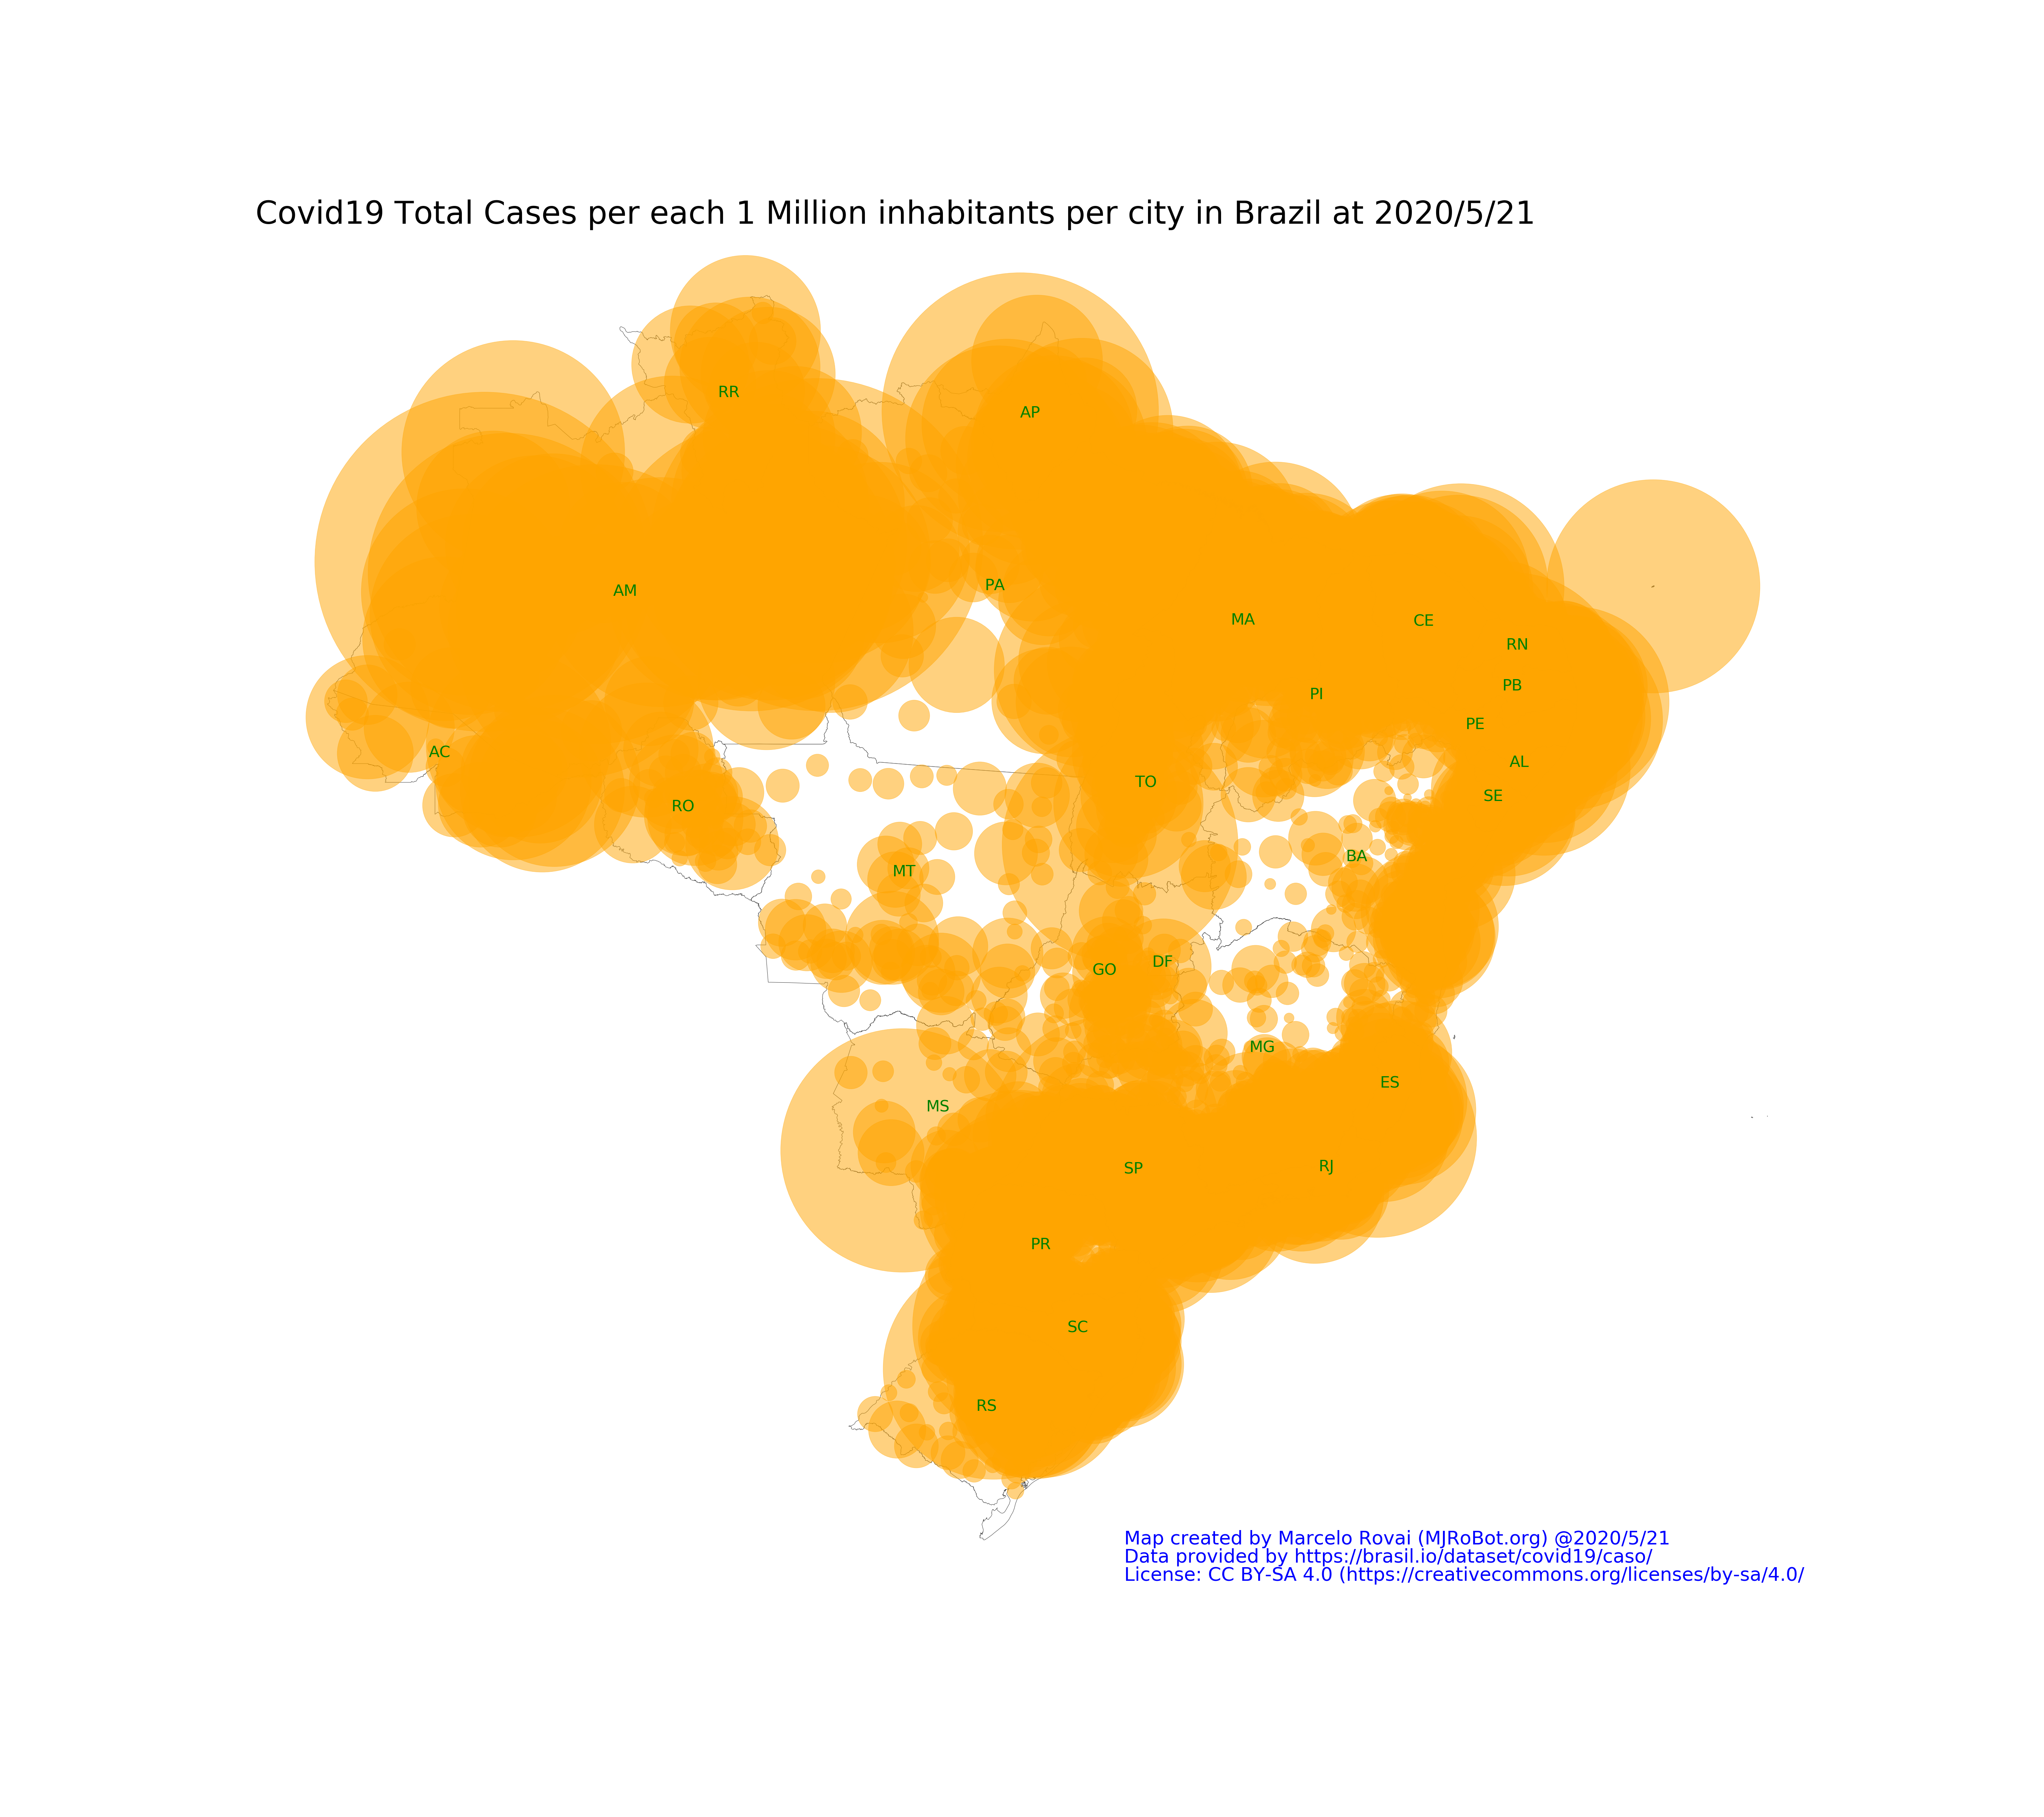 Covid19 Total Cases per each 1 Million inhabitants per city in Brazil at 2020/5/21
RR
AP
AM
PA
MA
CE
RN
PB
PI
PE
AC
AL
TO
SE
RO
BA
MT
DF
GO
MG
ES
MS
RJ
SP
PR
SC
RS
Map created by Marcelo Rovai (MJRoBot.org) @2020/5/21
Data provided by https://brasil.io/dataset/covid19/caso/
License: CC BY-SA 4.0 (https://creativecommons.org/licenses/by-sa/4.0/